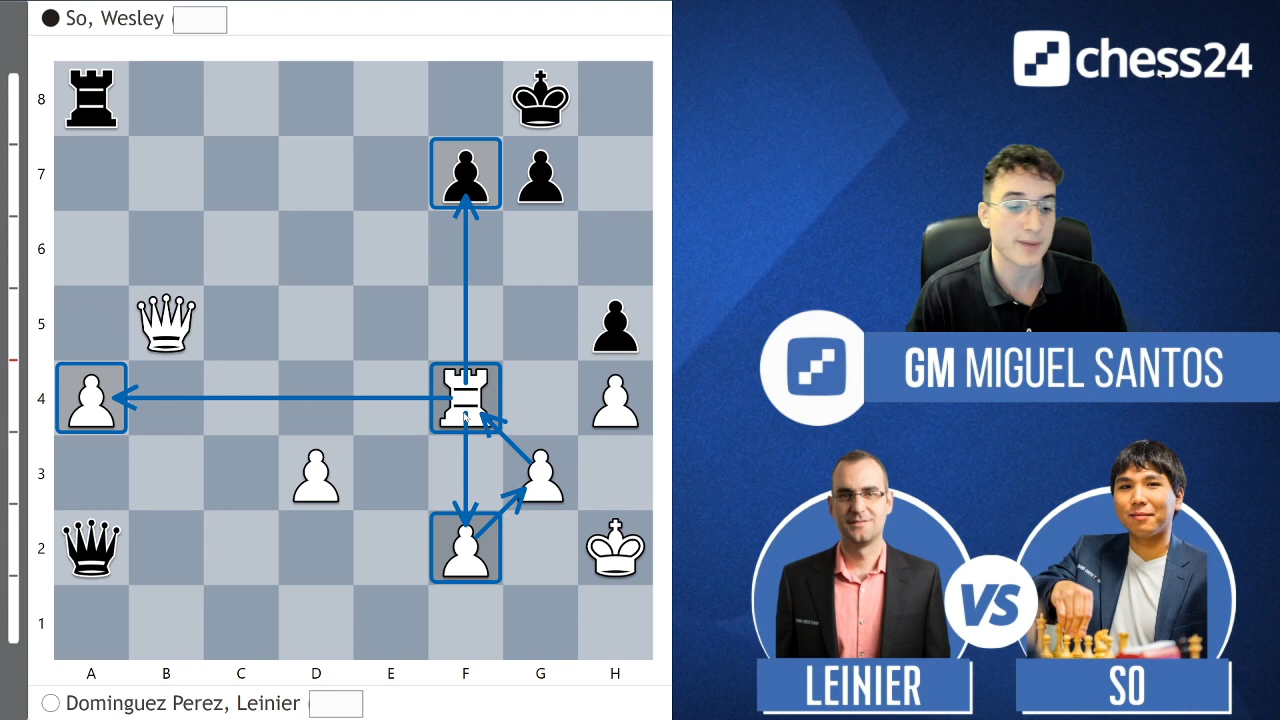 So, Wesley
chess24
8
7
6
5
4
3
2
1
A B C D E F G H
Dominguez Perez, Leinier
GM MIGUEL SANTOS
VS
LEINIER
SO